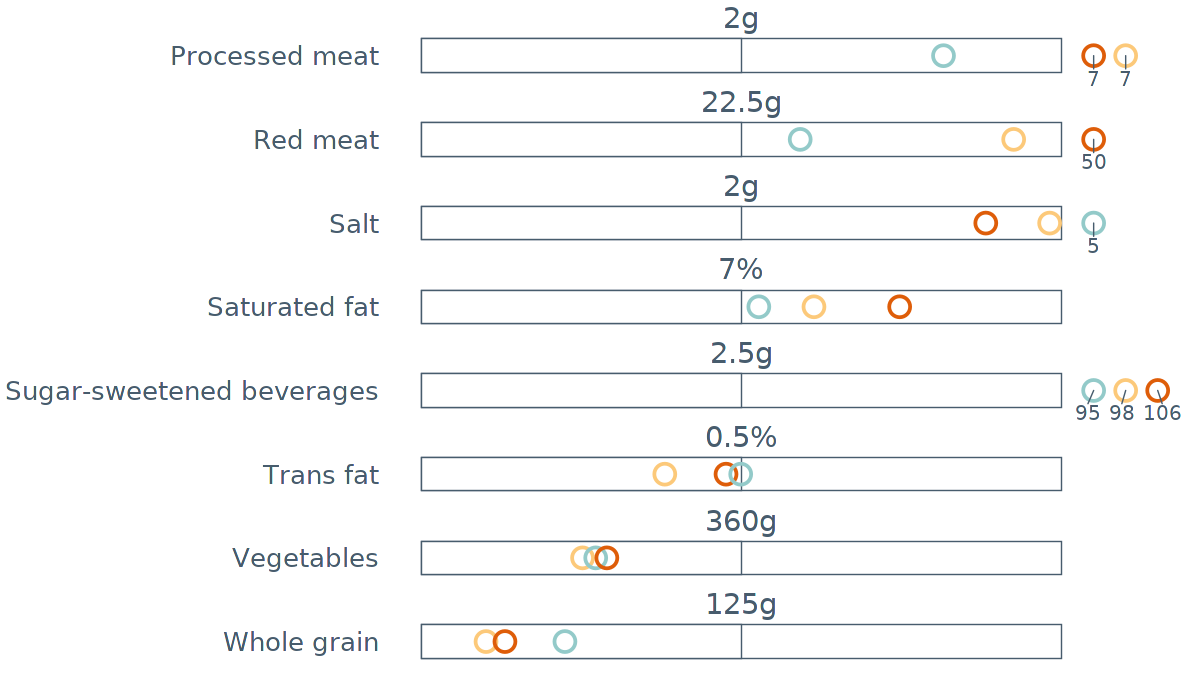 2g
Processed meat
7 7
22.5g
Red meat
50
2g
Salt
5
7%
Saturated fat
2.5g
Sugar-sweetened beverages
95 98 106
0.5%
Trans fat
360g
Vegetables
125g
Whole grain